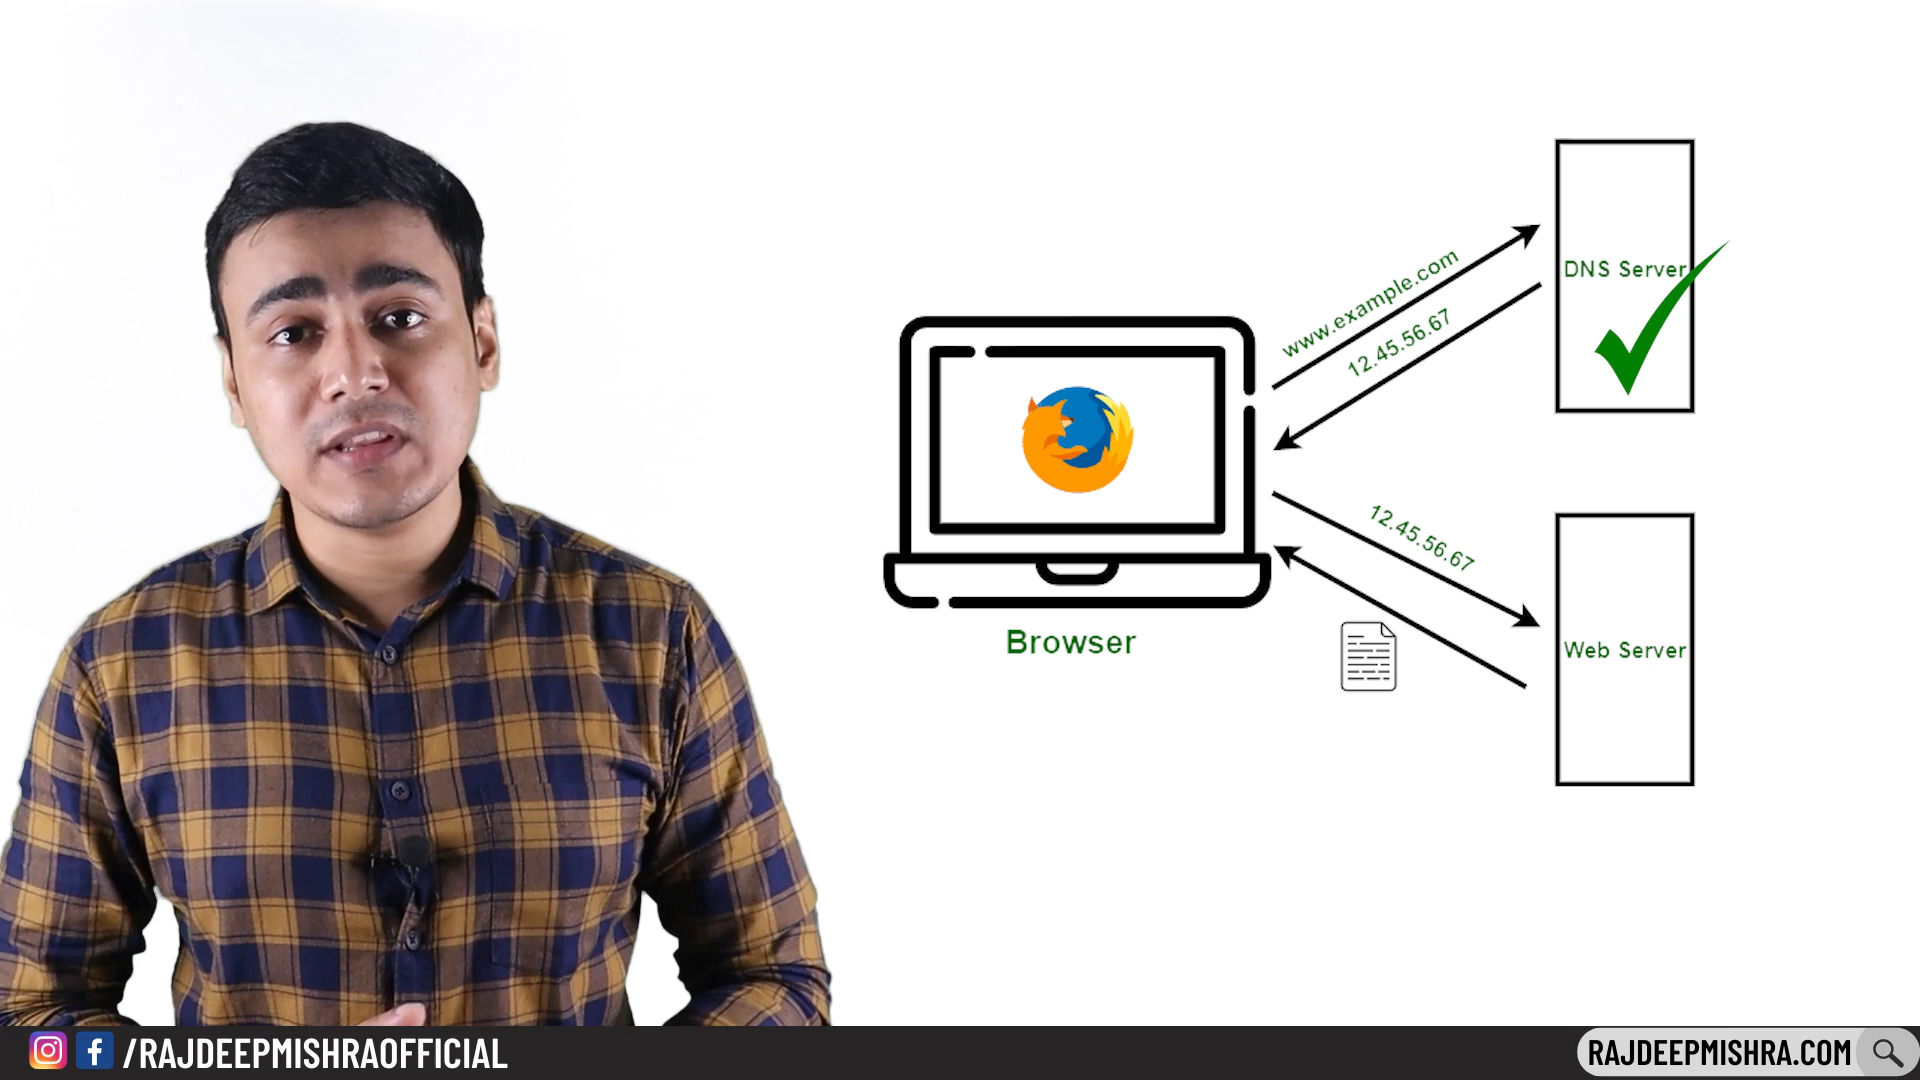 www.example.com
12.45.56.67
DNS Server
12.45.56.67
Web Server
Browser
/RAJDEEPMISHRAOFFICIAL
RAJDEEPMISHRA.COM